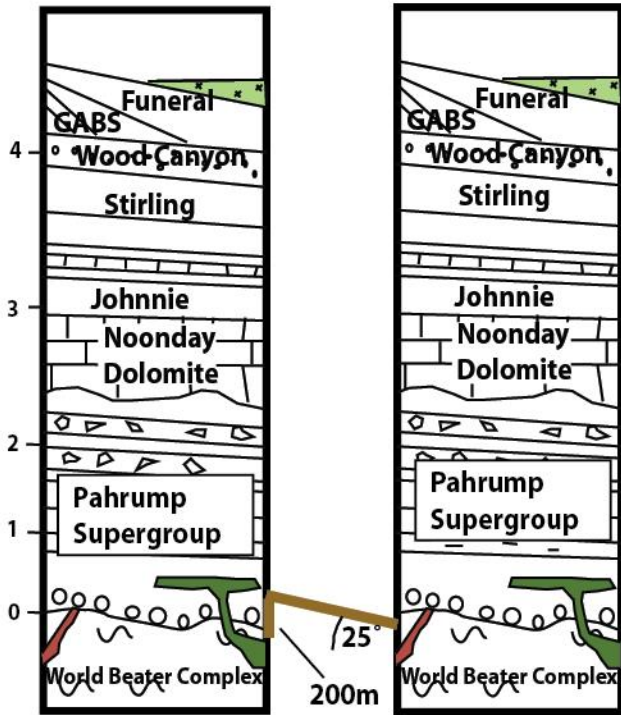 Funeral
GABS
4
Wood Canyon
Stirling
3
Johnnie
Noonday
Dolomite
2
Pahrump
Supergroup
1
0
World Beater Complex
25°
200m
Funeral
GABS
Wood Canyon
Stirling
Johnnie
Noonday
Dolomite
Pahrump
Supergroup
World Beater Complex